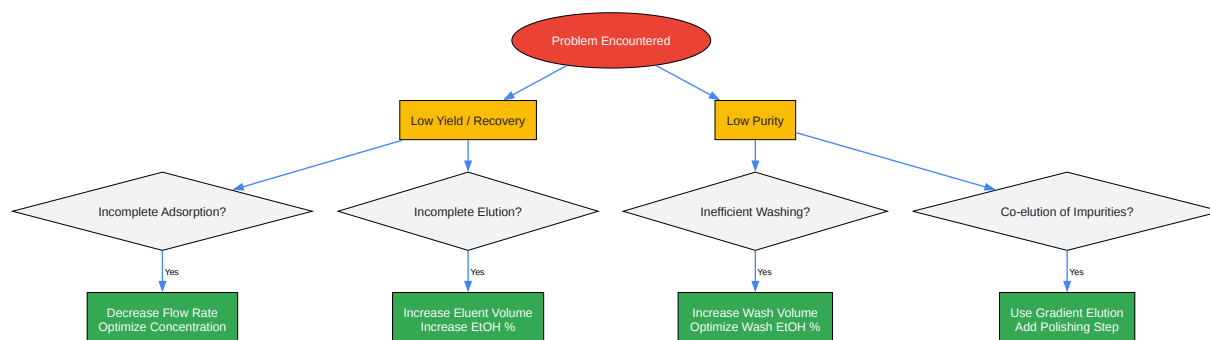 Problem Encountered
Low Yield / Recovery
Low Purity
Incomplete Adsorption?
Incomplete Elution?
Inefficient Washing?
Co-elution of Impurities?
Yes
Yes
Yes
Yes
Decrease Flow Rate
Optimize Concentration
Increase Eluent Volume
Increase EtOH %
Increase Wash Volume
Optimize Wash EtOH %
Use Gradient Elution
Add Polishing Step